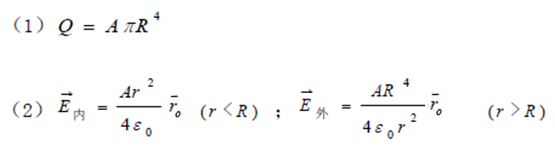 (1) Q = AπR⁴
(2) E⃗内 = Ar²/4ε₀ r̄₀ (r<R) ; E⃗外 = AR⁴/4ε₀r² r̄₀ (r>R)